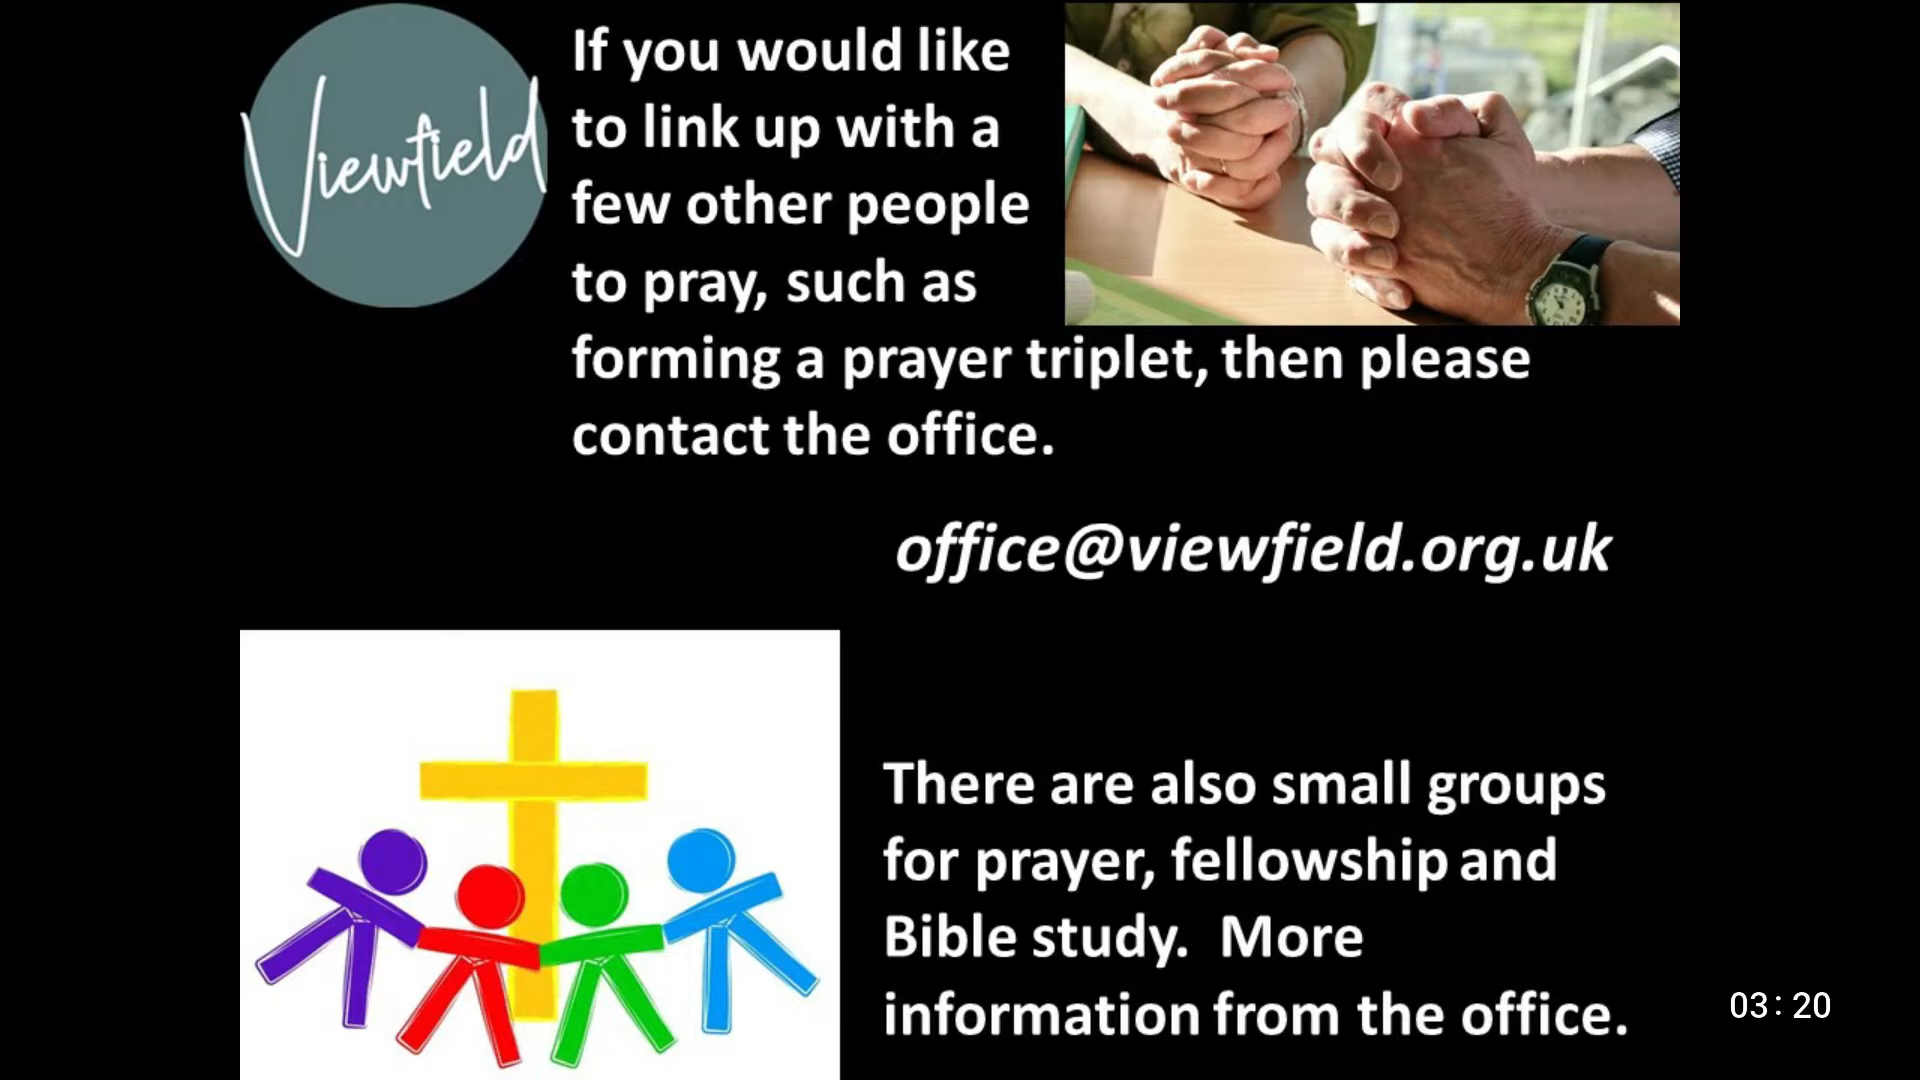 Viewfield
If you would like
to link up with a
few other people
to pray, such as
forming a prayer triplet, then please
contact the office.
office@viewfield.org.uk
There are also small groups
for prayer, fellowship and
Bible study.  More
information from the office.
03:20